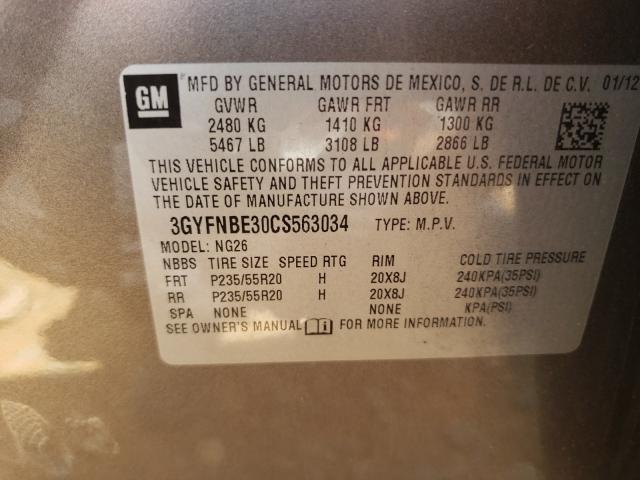 GM
MFD BY GENERAL MOTORS DE MEXICO, S. DE R.L. DE C.V. 01/12
GVWR GAWR FRT GAWR RR
2480 KG 1410 KG 1300 KG
5467 LB 3108 LB 2866 LB
THIS VEHICLE CONFORMS TO ALL APPLICABLE U.S. FEDERAL MOTOR
VEHICLE SAFETY AND THEFT PREVENTION STANDARDS IN EFFECT ON
THE DATE OF MANUFACTURE SHOWN ABOVE.
3GYFNBE30CS563034 TYPE: M.P.V.
MODEL: NG26
NBBS TIRE SIZE SPEED RTG RIM COLD TIRE PRESSURE
FRT P235/55R20 H 20X8J 240KPA(35PSI)
RR P235/55R20 H 20X8J 240KPA(35PSI)
SPA NONE NONE KPA(PSI)
SEE OWNER'S MANUAL FOR MORE INFORMATION.